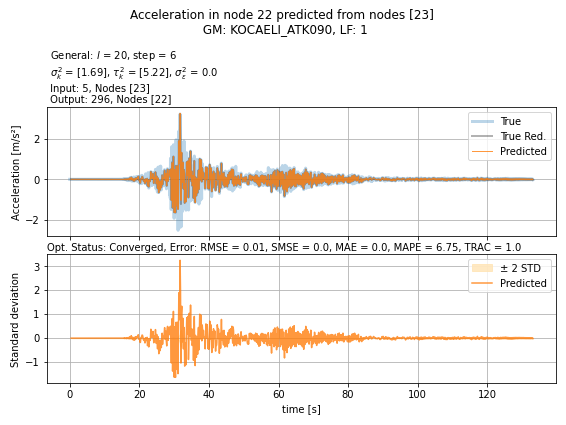 Acceleration in node 22 predicted from nodes [23]
GM: KOCAELI_ATK090, LF: 1
General: l = 20, step = 6
σ²ₖ = [1.69], τ²ₖ = [5.22], σ²ₑ = 0.0
Input: 5, Nodes [23]
Output: 296, Nodes [22]
Acceleration [m/s²]
2
0
−2
True
True Red.
Predicted
Opt. Status: Converged, Error: RMSE = 0.01, SMSE = 0.0, MAE = 0.0, MAPE = 6.75, TRAC = 1.0
Standard deviation
3
2
1
0
−1
± 2 STD
Predicted
0 20 40 60 80 100 120
time [s]